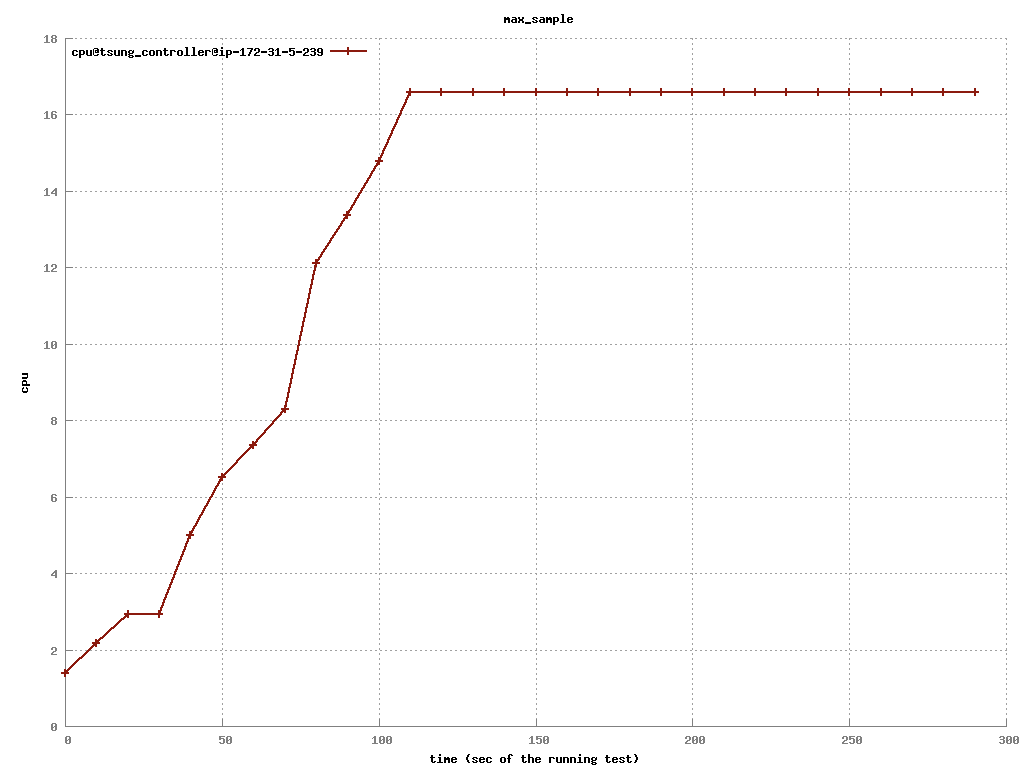 max_sample
cpu@tsung_controller@ip-172-31-5-239
18
16
14
12
10
8
6
4
2
0
cpu
0 50 100 150 200 250 300
time (sec of the running test)